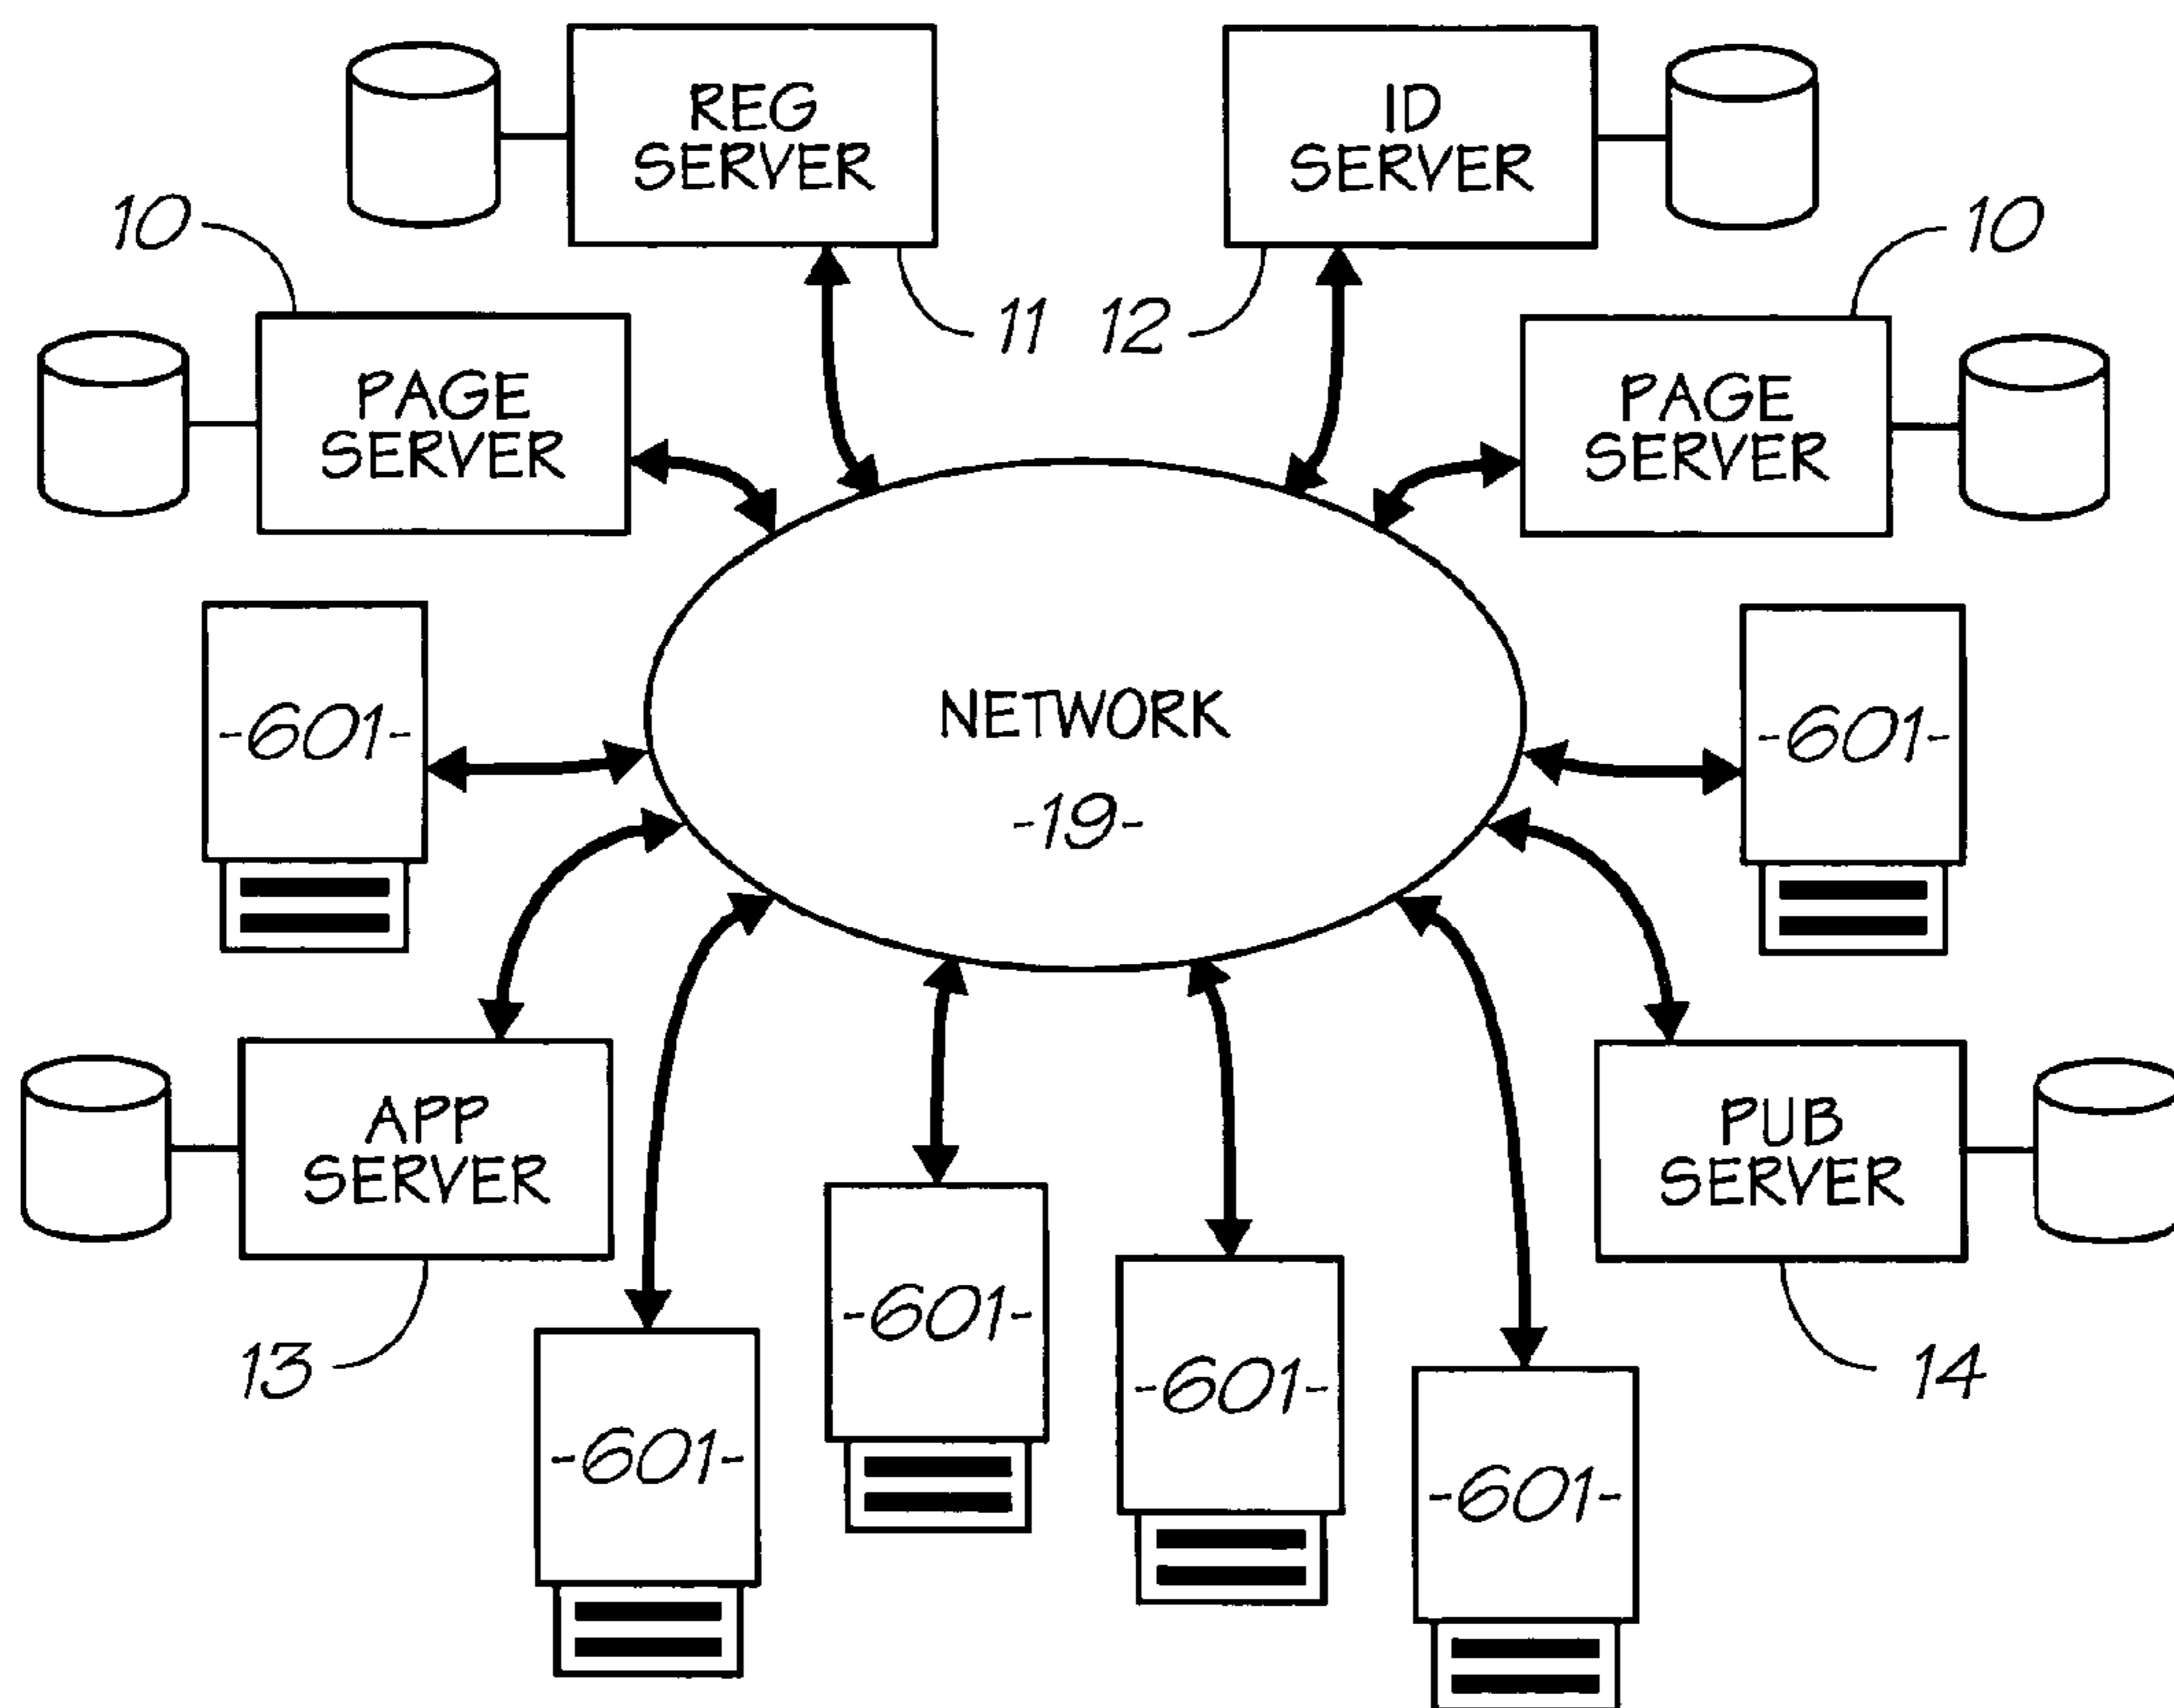 REG
SERVER
ID
SERVER
10
10
11
12
PAGE
SERVER
PAGE
SERVER
-601-
NETWORK
-19-
-601-
APP
SERVER
PUB
SERVER
13
-601-
-601-
-601-
-601-
14